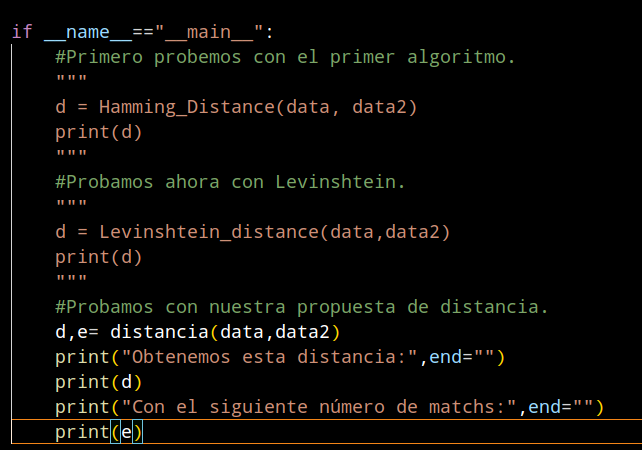 if __name__=="__main__":
    #Primero probemos con el primer algoritmo.
    """
    d = Hamming_Distance(data, data2)
    print(d)
    """
    #Probamos ahora con Levinshtein.
    """
    d = Levinshtein_distance(data,data2)
    print(d)
    """
    #Probamos con nuestra propuesta de distancia.
    d,e= distancia(data,data2)
    print("Obtenemos esta distancia:",end="")
    print(d)
    print("Con el siguiente número de matchs:",end="")
    print(e)